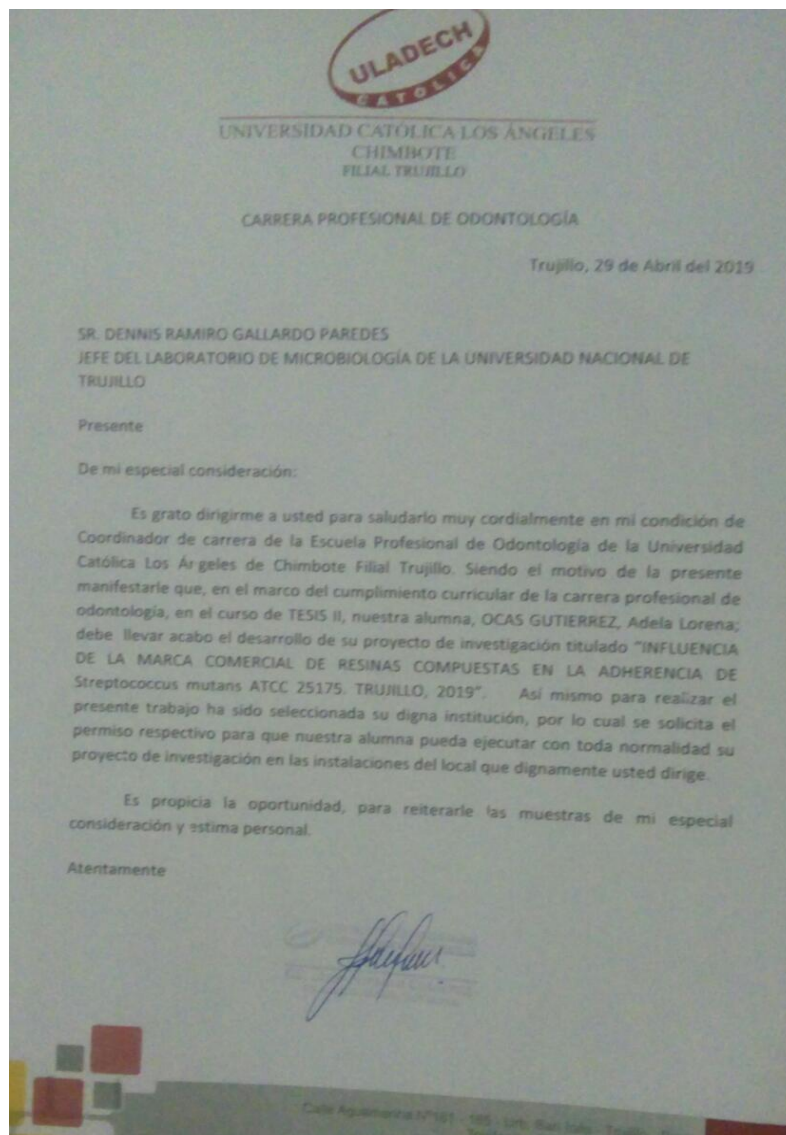 ULADECH
CATOLICA
UNIVERSIDAD CATÓLICA LOS ÁNGELES
CHIMBOTE
FILIAL TRUJILLO
CARRERA PROFESIONAL DE ODONTOLOGÍA
Trujillo, 29 de Abril del 2019
SR. DENNIS RAMIRO GALLARDO PAREDES
JEFE DEL LABORATORIO DE MICROBIOLOGÍA DE LA UNIVERSIDAD NACIONAL DE
TRUJILLO
Presente
De mi especial consideración:
Es grato dirigirme a usted para saludarlo muy cordialmente en mi condición de
Coordinador de carrera de la Escuela Profesional de Odontología de la Universidad
Católica Los Ángeles de Chimbote Filial Trujillo. Siendo el motivo de la presente
manifestarle que, en el marco del cumplimiento curricular de la carrera profesional de
odontología, en el curso de TESIS II, nuestra alumna, OCAS GUTIERREZ, Adela Lorena;
debe llevar acabo el desarrollo de su proyecto de investigación titulado "INFLUENCIA
DE LA MARCA COMERCIAL DE RESINAS COMPUESTAS EN LA ADHERENCIA DE
Streptococcus mutans ATCC 25175. TRUJILLO, 2019". Así mismo para realizar el
presente trabajo ha sido seleccionada su digna institución, por lo cual se solicita el
permiso respectivo para que nuestra alumna pueda ejecutar con toda normalidad su
proyecto de investigación en las instalaciones del local que dignamente usted dirige.
Es propicia la oportunidad, para reiterarle las muestras de mi especial
consideración y estima personal.
Atentamente
Calle Agualmarina N°161 - 165 - Urb. San Inés - Trujillo